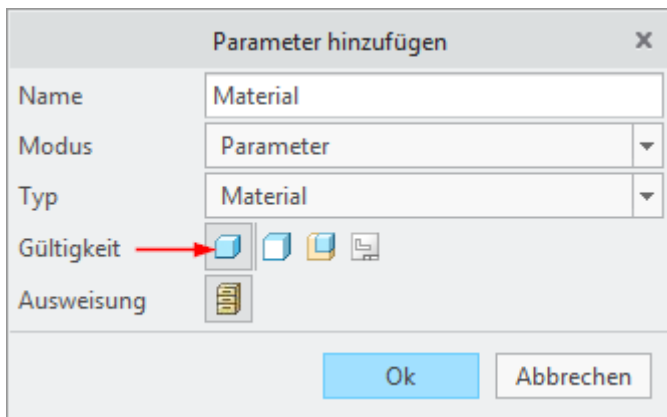 Parameter hinzufügen
Name Material
Modus Parameter
Typ Material
Gültigkeit
Ausweisung
Ok Abbrechen